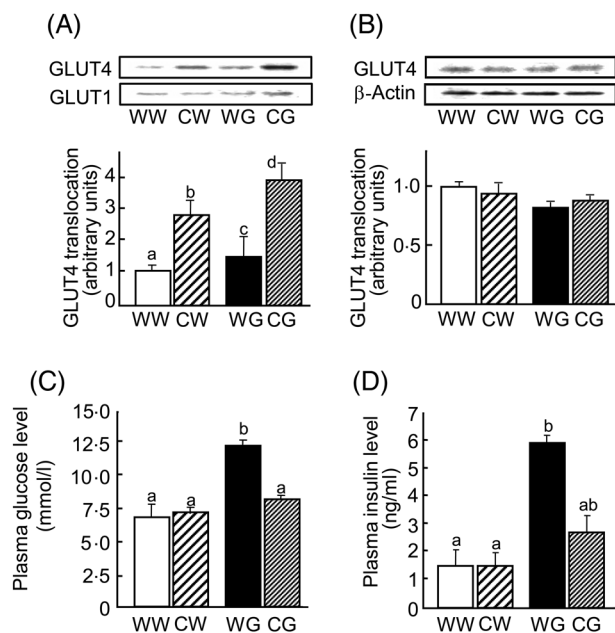 (A)
GLUT4
GLUT1
WW CW WG CG
GLUT4 translocation
(arbitrary units)
4
3
2
1
0
a
b
c
d
WW CW WG CG
(B)
GLUT4
β-Actin
WW CW WG CG
GLUT4 translocation
(arbitrary units)
1·0
0·5
0
WW CW WG CG
(C)
Plasma glucose level
(mmol/l)
15·0
12·5
10·0
7·5
5·0
2·5
0
a
a
b
a
WW CW WG CG
(D)
Plasma insulin level
(ng/ml)
7
6
5
4
3
2
1
0
a
a
b
ab
WW CW WG CG